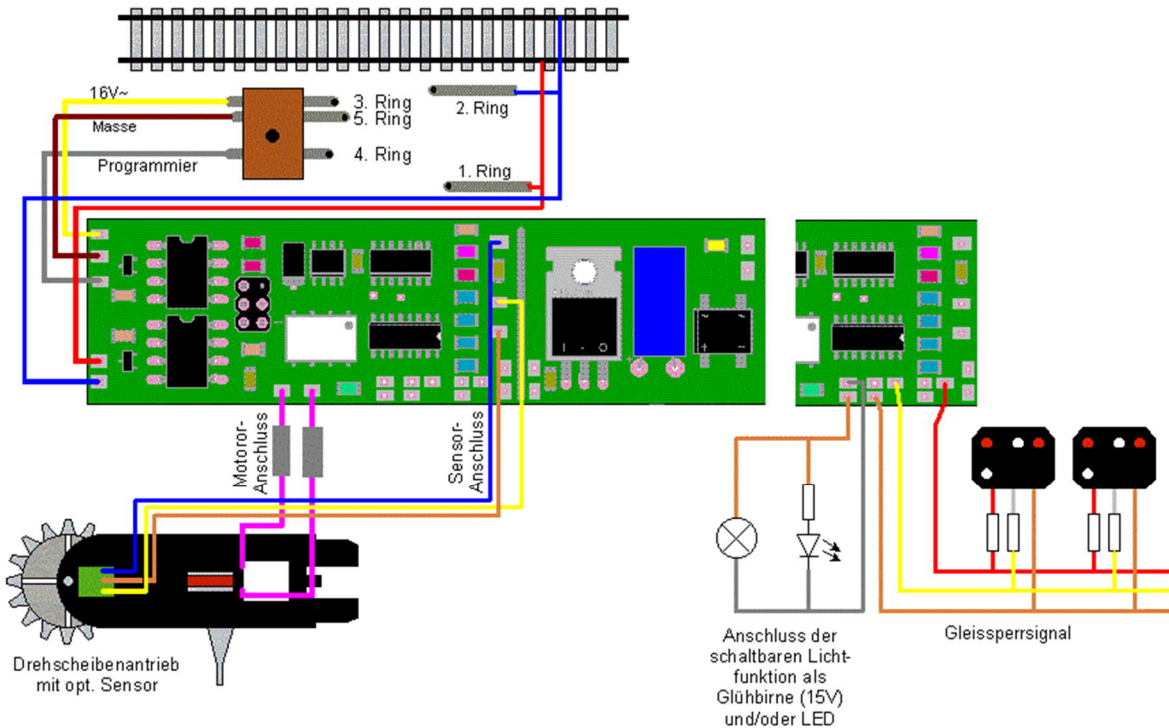 16V~
Masse
Programmier
3. Ring
5. Ring
4. Ring
2. Ring
1. Ring
Motoror-
Anschluss
Sensor-
Anschluss
Drehscheibenantrieb
mit opt. Sensor
Anschluss der
schaltbaren Licht-
funktion als
Glühbirne (15V)
und/oder LED
Gleissperrsignal